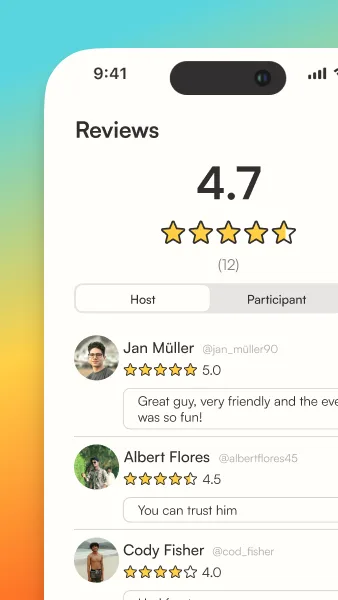 9:41
Reviews
4.7
(12)
Host Participant
Jan Müller @jan_müller90
5.0
Great guy, very friendly and the
was so fun!
Albert Flores @albertflores45
4.5
You can trust him
Cody Fisher @cod_fisher
4.0